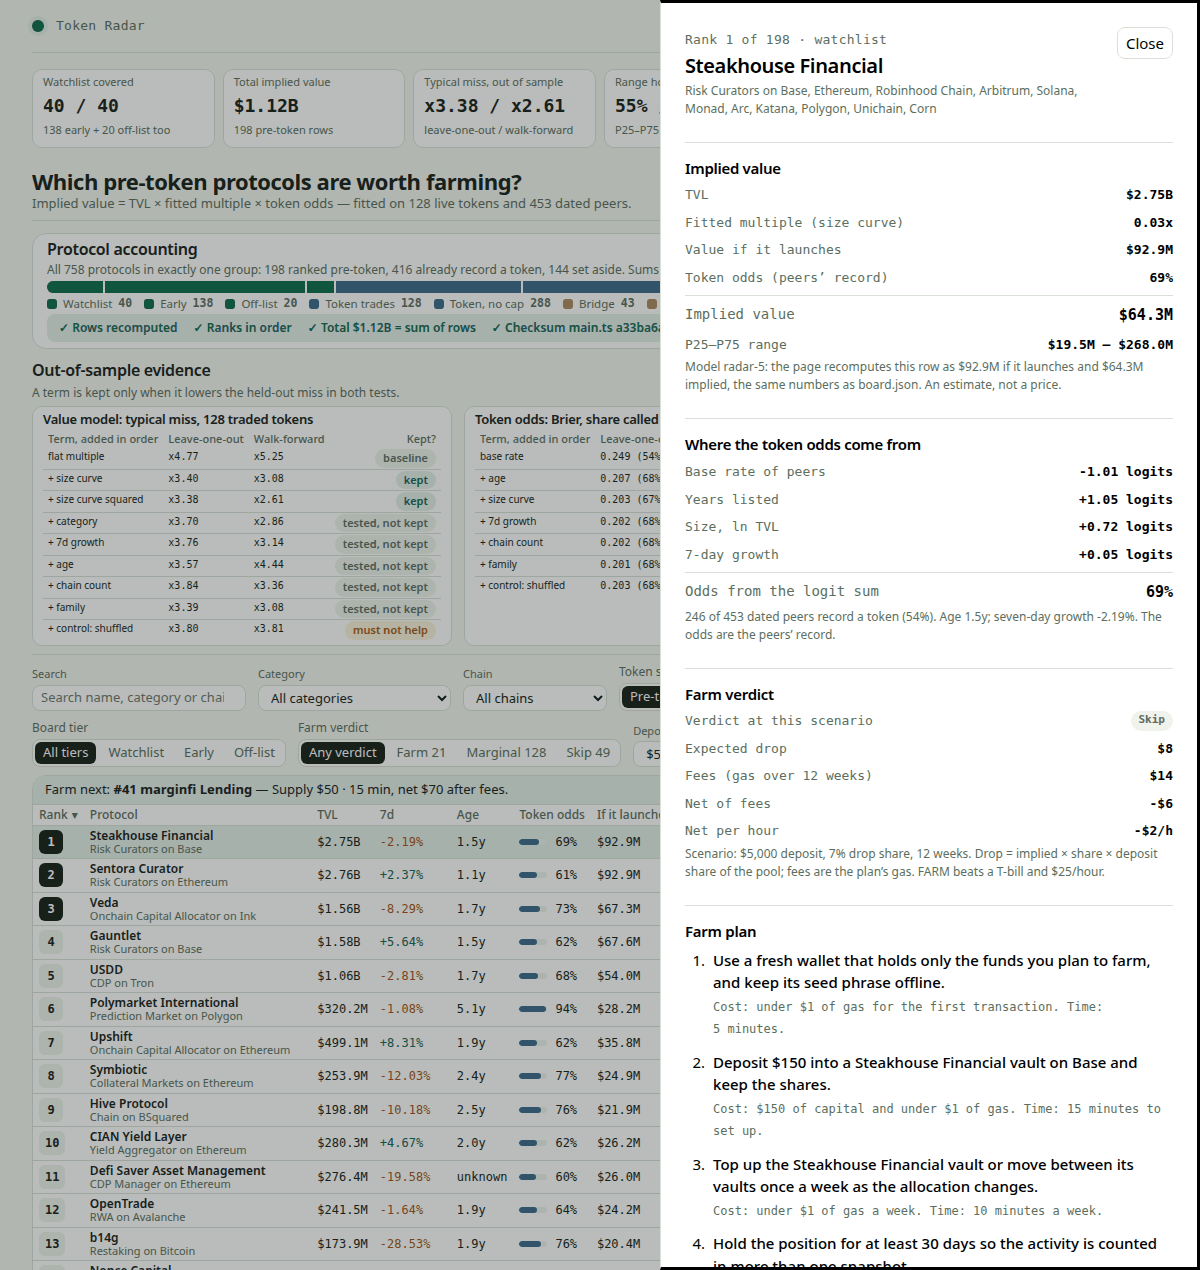 Token Radar
Watchlist covered
40 / 40
138 early + 20 off-list too
Total implied value
$1.12B
198 pre-token rows
Typical miss, out of sample
x3.38 / x2.61
leave-one-out / walk-forward
55%
P25–P75
Which pre-token protocols are worth farming?
Implied value = TVL × fitted multiple × token odds — fitted on 128 live tokens and 453 dated peers.
Protocol accounting
All 758 protocols in exactly one group: 198 ranked pre-token, 416 already record a token, 144 set aside. Sums
Watchlist 40 Early 138 Off-list 20 Token trades 128 Token, no cap 288 Bridge 43
✓ Rows recomputed ✓ Ranks in order ✓ Total $1.12B = sum of rows ✓ Checksum main.ts
Out-of-sample evidence
A term is kept only when it lowers the held-out miss in both tests.
Value model: typical miss, 128 traded tokens
Term, added in order Leave-one-out Walk-forward Kept?
flat multiple x4.77 x5.25 baseline
+ size curve x3.40 x3.08 kept
+ size curve squared x3.38 x2.61 kept
+ category x3.70 x2.86 tested, not kept
+ 7d growth x3.76 x3.14 tested, not kept
+ age x3.57 x4.44 tested, not kept
+ chain count x3.84 x3.36 tested, not kept
+ family x3.39 x3.08 tested, not kept
+ control: shuffled x3.80 x3.81 must not help
Token odds: Brier, share called
Term, added in order
base rate 0.249 (54%
+ age 0.207 (68%
+ size curve 0.203 (67%
+ 7d growth 0.202 (68%
+ chain count 0.202 (68%
+ family 0.201 (68%
+ control: shuffled 0.203 (68%
Search
Search name, category or chai
Category
All categories
Chain
All chains
Token
Board tier
All tiers Watchlist Early Off-list
Farm verdict
Any verdict Farm 21 Marginal 128 Skip 49
Farm next: #41 marginfi Lending — Supply $50 · 15 min, net $70 after fees.
Rank ▾ Protocol TVL 7d Age Token odds If it
1 Steakhouse Financial $2.75B -2.19% 1.5y 69% $92.9M
Risk Curators on Base
2 Sentora Curator $2.76B +2.37% 1.1y 61% $92.9M
Risk Curators on Ethereum
3 Veda $1.56B -8.29% 1.7y 73% $67.3M
Onchain Capital Allocator on Ink
4 Gauntlet $1.58B +5.64% 1.5y 62% $67.6M
Risk Curators on Base
5 USDD $1.06B -2.81% 1.7y 68% $54.0M
CDP on Tron
6 Polymarket International $320.2M -1.08% 5.1y 94% $28.2M
Prediction Market on Polygon
7 Upshift $499.1M +8.31% 1.9y 62% $35.8M
Onchain Capital Allocator on Ethereum
8 Symbiotic $253.9M -12.03% 2.4y 77% $24.9M
Collateral Markets on Ethereum
9 Hive Protocol $198.8M -10.18% 2.5y 76% $21.9M
Chain on BSquared
10 CIAN Yield Layer $280.3M +4.67% 2.0y 62% $26.2M
Yield Aggregator on Ethereum
11 Defi Saver Asset Management $276.4M -19.58% unknown 60% $26.0M
CDP Manager on Ethereum
12 OpenTrade $241.5M -1.64% 1.9y 64% $24.2M
RWA on Avalanche
13 b14g $173.9M -28.53% 1.9y 76% $20.4M
Restaking on Bitcoin
Rank 1 of 198 · watchlist
Close
Steakhouse Financial
Risk Curators on Base, Ethereum, Robinhood Chain, Arbitrum, Solana,
Monad, Arc, Katana, Polygon, Unichain, Corn
Implied value
TVL $2.75B
Fitted multiple (size curve) 0.03x
Value if it launches $92.9M
Token odds (peers’ record) 69%
Implied value $64.3M
P25–P75 range $19.5M — $268.0M
Model radar-5: the page recomputes this row as $92.9M if it launches and $64.3M
implied, the same numbers as board.json. An estimate, not a price.
Where the token odds come from
Base rate of peers -1.01 logits
Years listed +1.05 logits
Size, ln TVL +0.72 logits
7-day growth +0.05 logits
Odds from the logit sum 69%
246 of 453 dated peers record a token (54%). Age 1.5y; seven-day growth -2.19%. The
odds are the peers’ record.
Farm verdict
Verdict at this scenario Skip
Expected drop $8
Fees (gas over 12 weeks) $14
Net of fees -$6
Net per hour -$2/h
Scenario: $5,000 deposit, 7% drop share, 12 weeks. Drop = implied × share × deposit
share of the pool; fees are the plan’s gas. FARM beats a T-bill and $25/hour.
Farm plan
1. Use a fresh wallet that holds only the funds you plan to farm,
and keep its seed phrase offline.
Cost: under $1 of gas for the first transaction. Time:
5 minutes.
2. Deposit $150 into a Steakhouse Financial vault on Base and
keep the shares.
Cost: $150 of capital and under $1 of gas. Time: 15 minutes to
set up.
3. Top up the Steakhouse Financial vault or move between its
vaults once a week as the allocation changes.
Cost: under $1 of gas a week. Time: 10 minutes a week.
4. Hold the position for at least 30 days so the activity is counted
in more than one snapshot